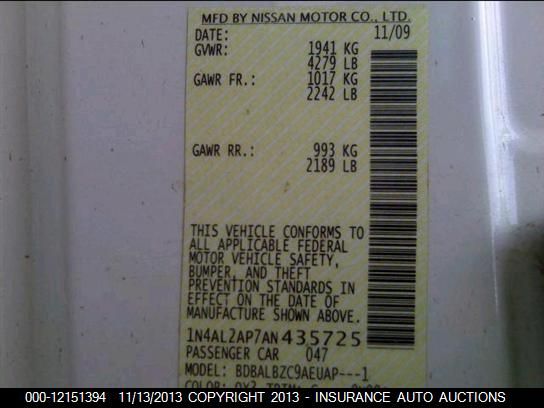 MFD BY NISSAN MOTOR CO., LTD.
DATE: 11/09
GVWR: 1941 KG
4279 LB
GAWR FR.: 1017 KG
2242 LB
GAWR RR.: 993 KG
2189 LB
THIS VEHICLE CONFORMS TO
ALL APPLICABLE FEDERAL
MOTOR VEHICLE SAFETY,
BUMPER, AND THEFT
PREVENTION STANDARDS IN
EFFECT ON THE DATE OF
MANUFACTURE SHOWN ABOVE.
1N4AL2AP7AN435725
PASSENGER CAR 047
MODEL: BDBALBZC9AEUAP---1
COLOR: TRIM:
000-12151394 11/13/2013 COPYRIGHT 2013 - INSURANCE AUTO AUCTIONS